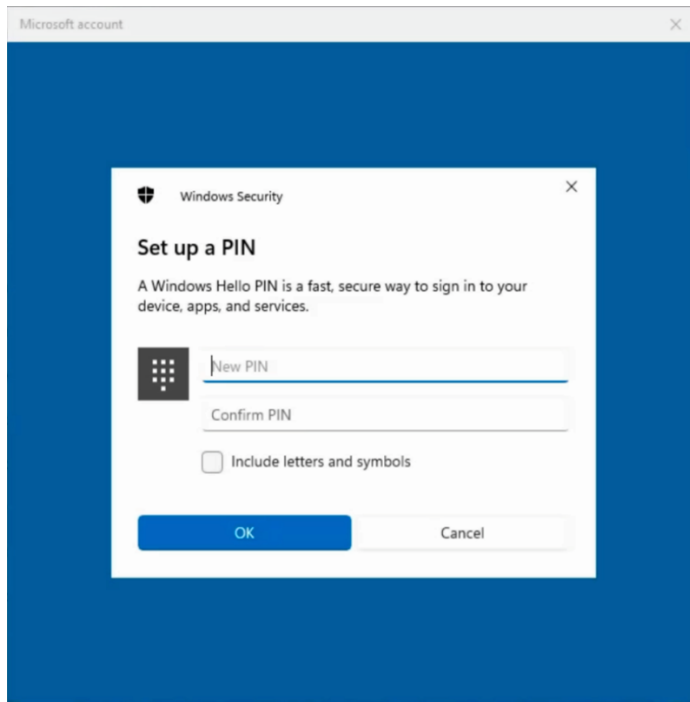 Microsoft account
Windows Security
Set up a PIN
A Windows Hello PIN is a fast, secure way to sign in to your
device, apps, and services.
New PIN
Confirm PIN
Include letters and symbols
OK
Cancel